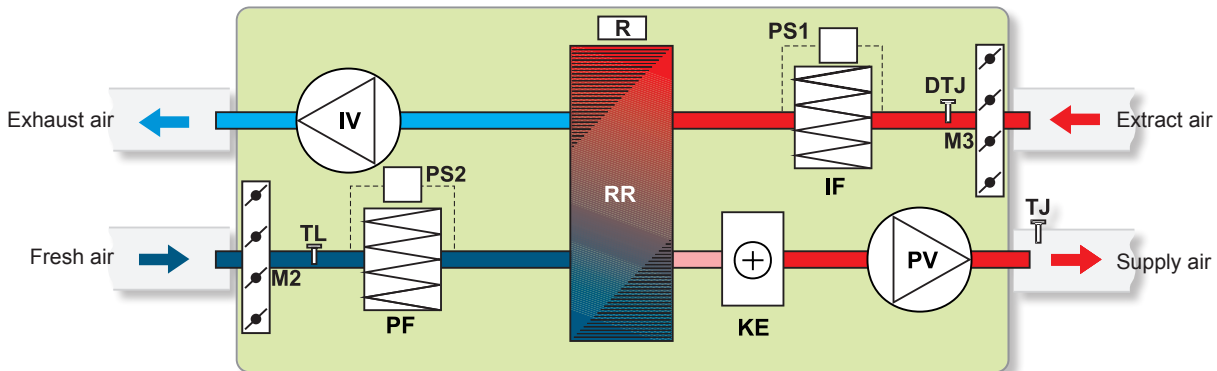 R
PS1
DTJ
Exhaust air
IV
Extract air
M3
PS2
IF
RR
TJ
TL
Fresh air
PV
Supply air
M2
PF
KE